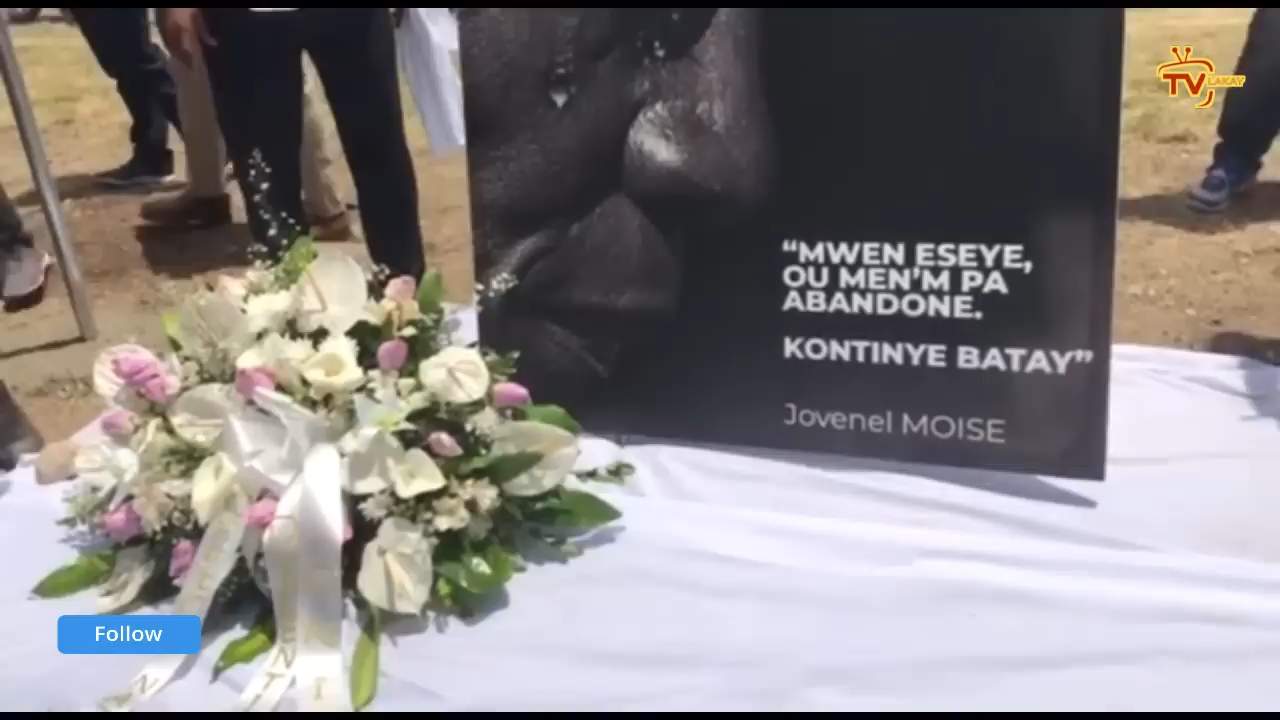 TV LAKAY
“MWEN ESEYE,
OU MEN’M PA
ABANDONE.
KONTINYE BATAY”
Jovenel MOISE
Follow